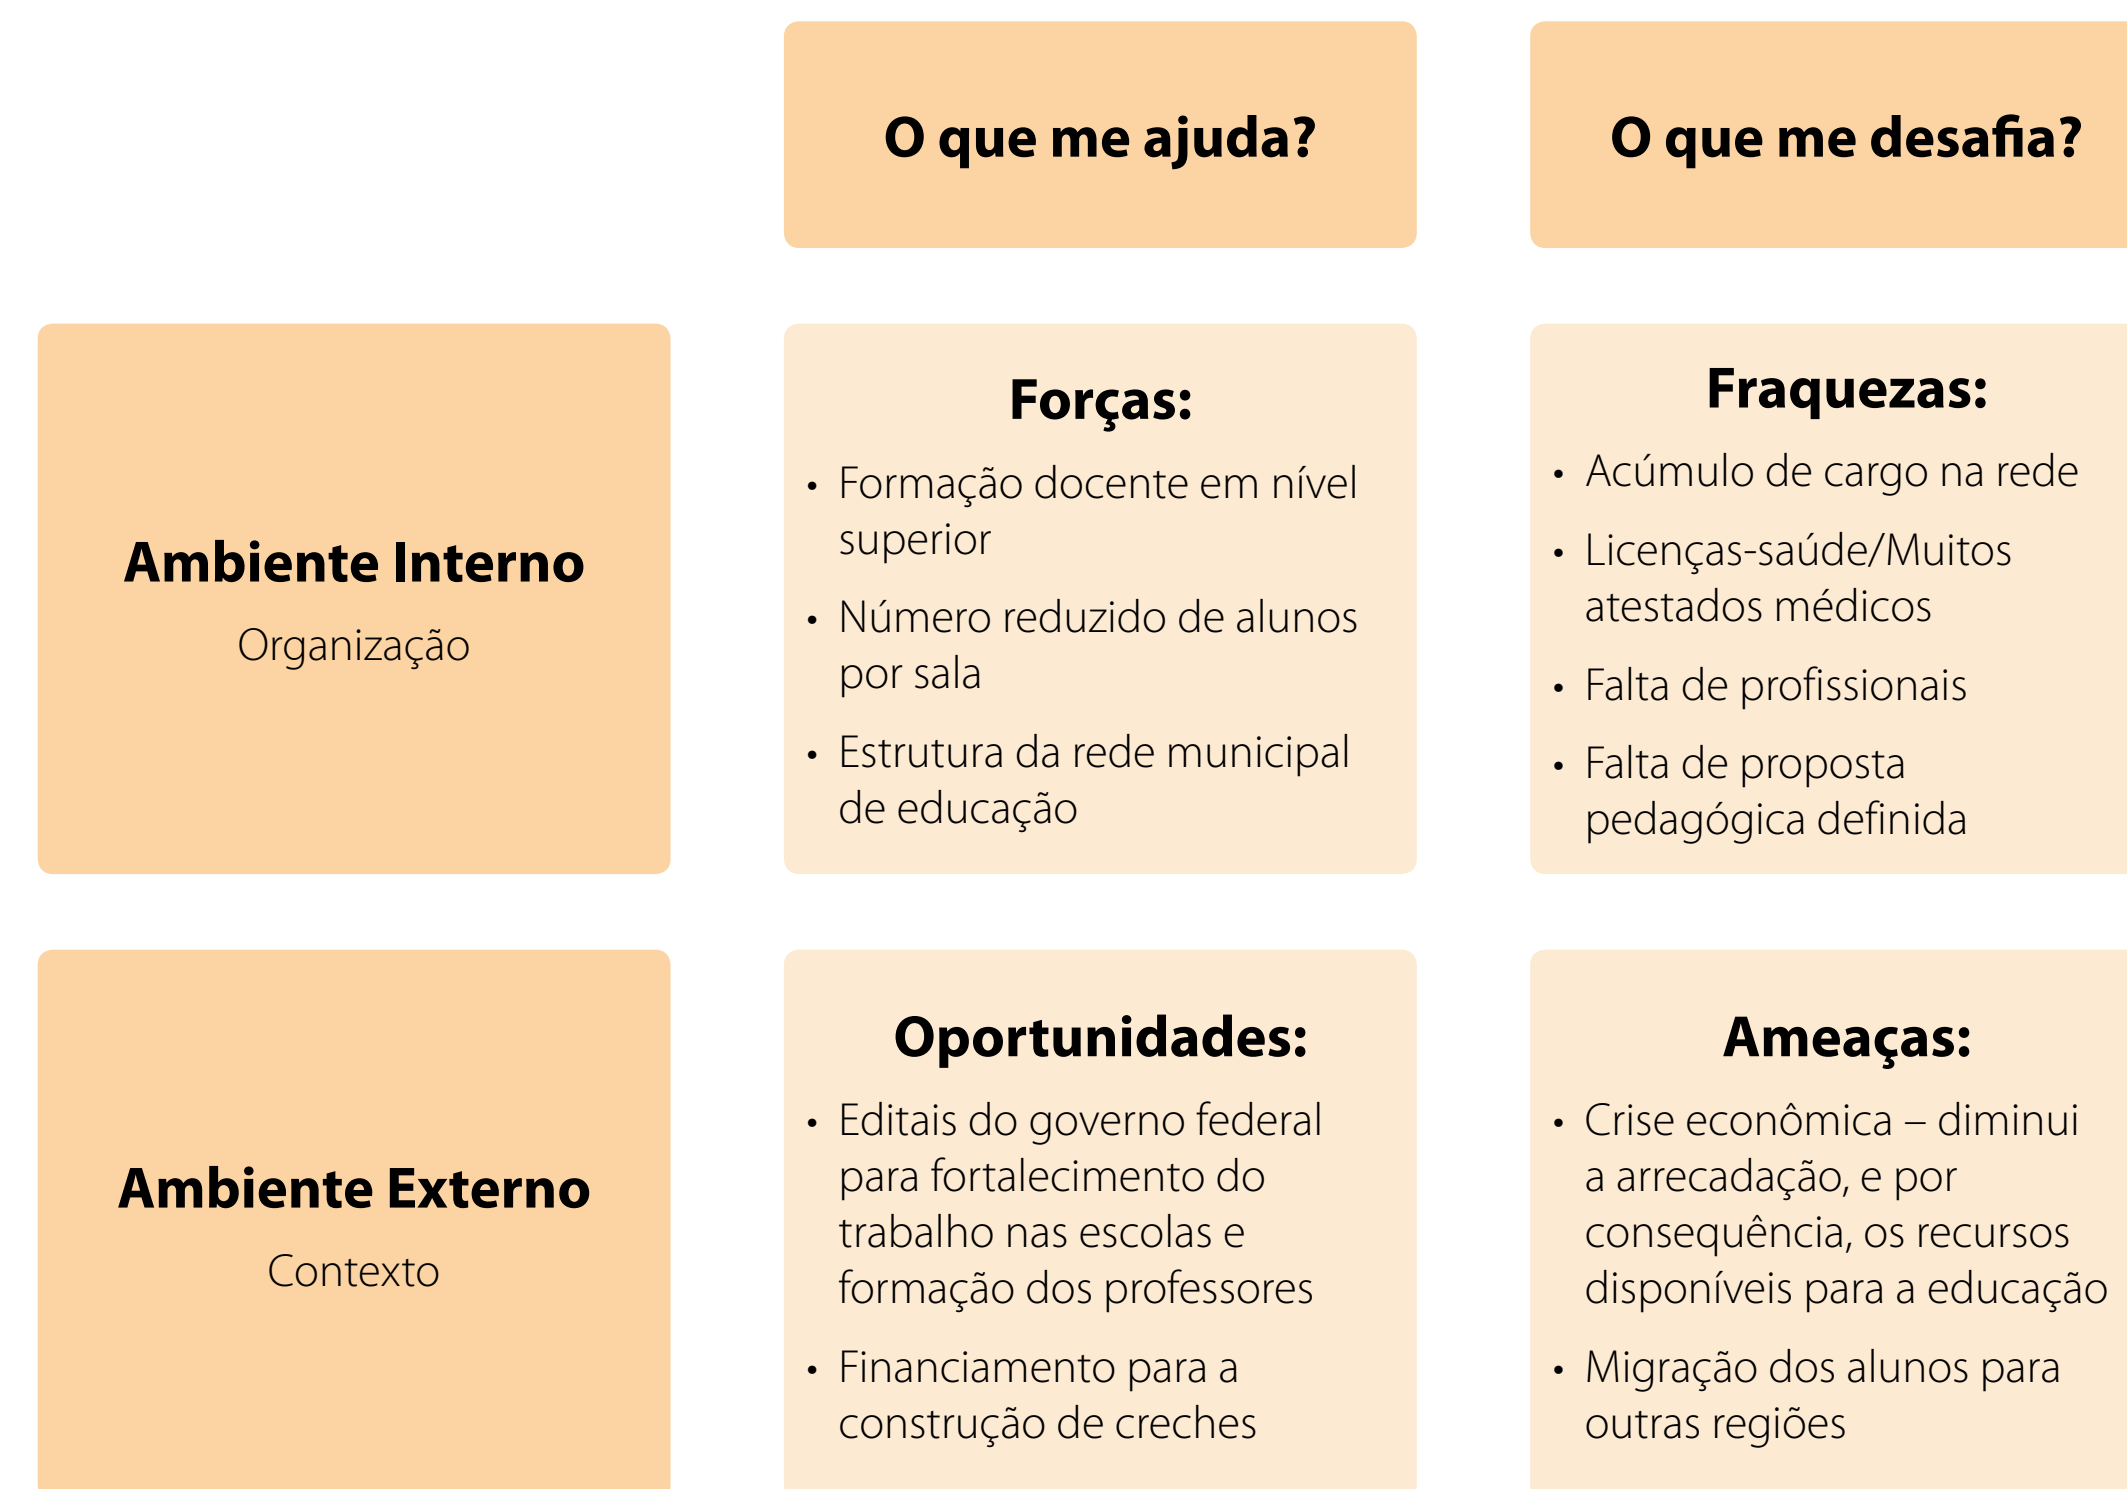 O que me ajuda?
O que me desafia?
Ambiente Interno
Organização
Forças:
• Formação docente em nível
superior
• Número reduzido de alunos
por sala
• Estrutura da rede municipal
de educação
Fraquezas:
• Acúmulo de cargo na rede
• Licenças-saúde/Muitos
atestados médicos
• Falta de profissionais
• Falta de proposta
pedagógica definida
Ambiente Externo
Contexto
Oportunidades:
• Editais do governo federal
para fortalecimento do
trabalho nas escolas e
formação dos professores
• Financiamento para a
construção de creches
Ameaças:
• Crise econômica – diminui
a arrecadação, e por
consequência, os recursos
disponíveis para a educação
• Migração dos alunos para
outras regiões